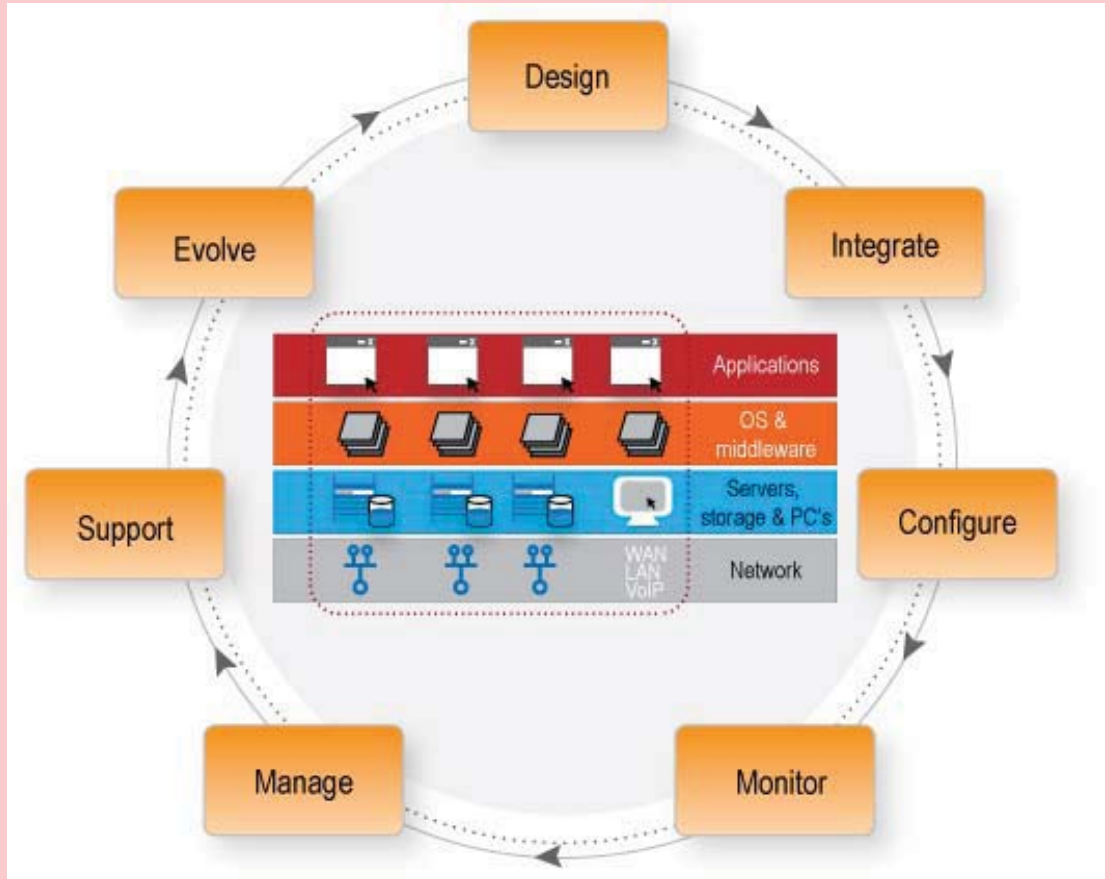 Design
Evolve
Integrate
Applications
OS &
middleware
Servers,
storage & PC's
Support
Configure
WAN
LAN
VoIP
Network
Manage
Monitor